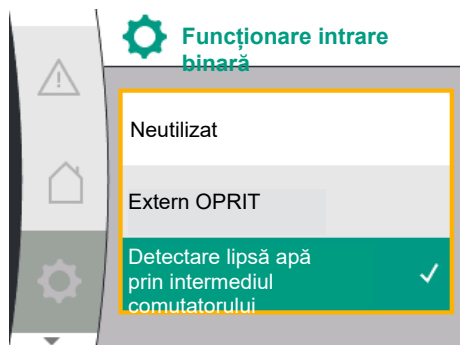 Funcționare intrare
binară
Neutilizat
Extern OPRIT
Detectare lipsă apă
prin intermediul
comutatorului